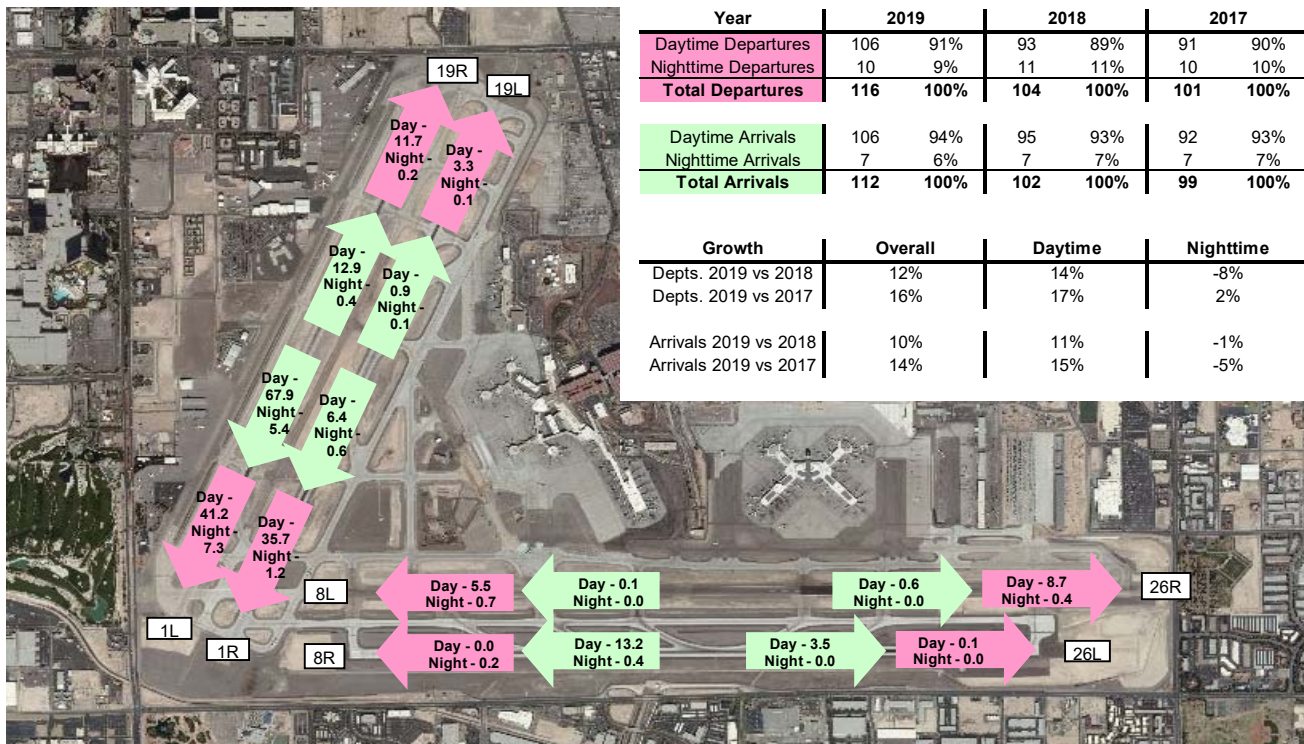 Year 2019 2018 2017
Daytime Departures 106 91% 93 89% 91 90%
Nighttime Departures 10 9% 11 11% 10 10%
Total Departures 116 100% 104 100% 101 100%
Daytime Arrivals 106 94% 95 93% 92 93%
Nighttime Arrivals 7 6% 7 7% 7 7%
Total Arrivals 112 100% 102 100% 99 100%
Growth Overall Daytime Nighttime
Depts. 2019 vs 2018 12% 14% -8%
Depts. 2019 vs 2017 16% 17% 2%
Arrivals 2019 vs 2018 10% 11% -1%
Arrivals 2019 vs 2017 14% 15% -5%
19R
19L
Day -
11.7
Night -
0.2
Day -
3.3
Night -
0.1
Day -
12.9
Night -
0.4
Day -
0.9
Night -
0.1
Day -
67.9
Night -
5.4
Day -
6.4
Night -
0.6
Day -
41.2
Night -
7.3
Day -
35.7
Night -
1.2
8L
Day - 5.5
Night - 0.7
Day - 0.1
Night - 0.0
Day - 0.6
Night - 0.0
Day - 8.7
Night - 0.4
26R
1L
1R
8R
Day - 0.0
Night - 0.2
Day - 13.2
Night - 0.4
Day - 3.5
Night - 0.0
Day - 0.1
Night - 0.0
26L